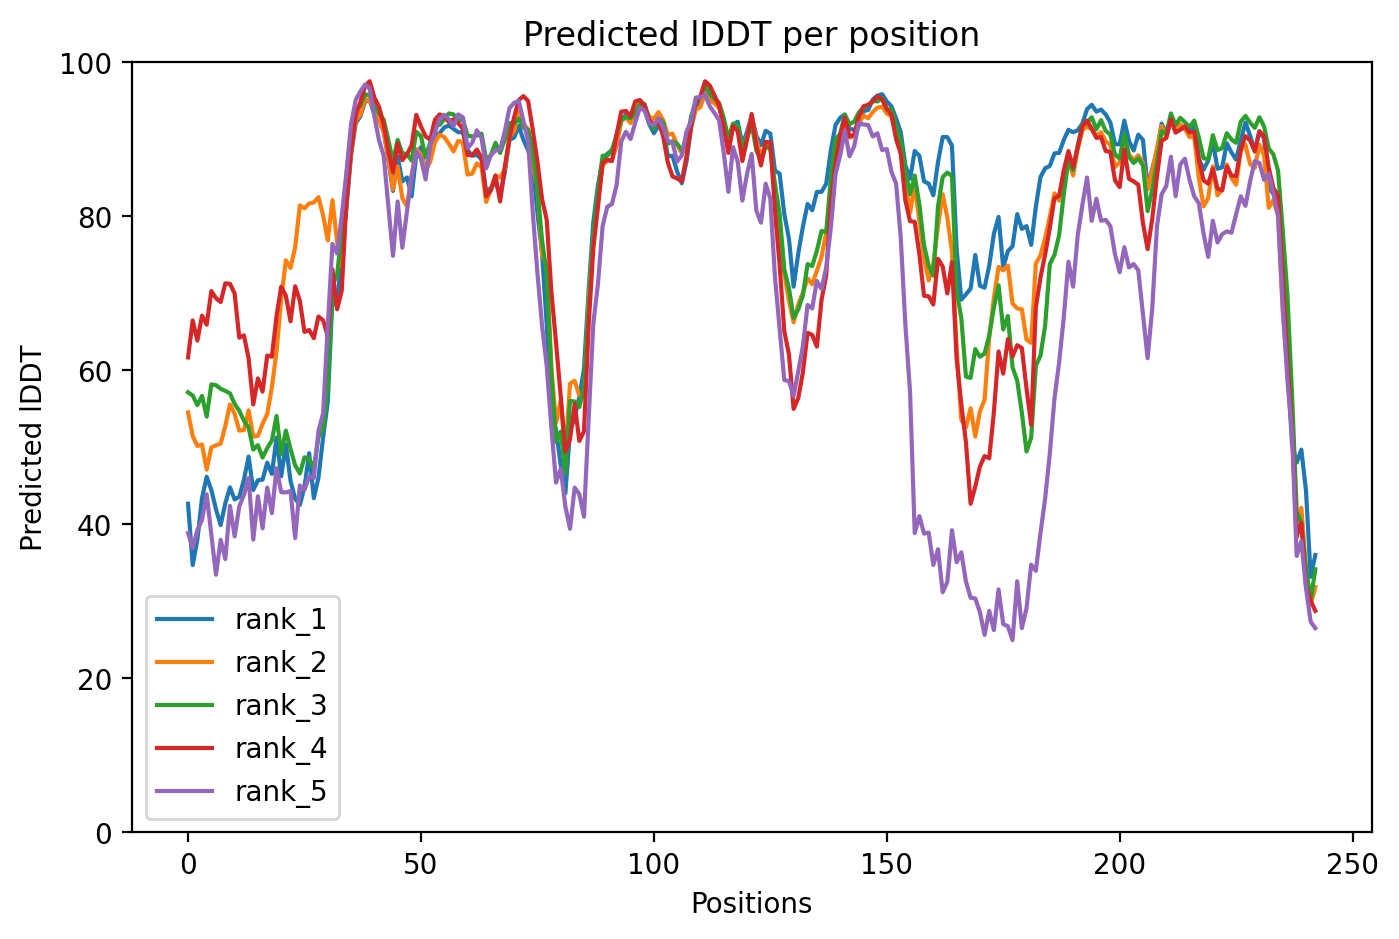 Predicted lDDT per position
Predicted lDDT
100
80
60
40
20
0
rank_1
rank_2
rank_3
rank_4
rank_5
0 50 100 150 200 250
Positions